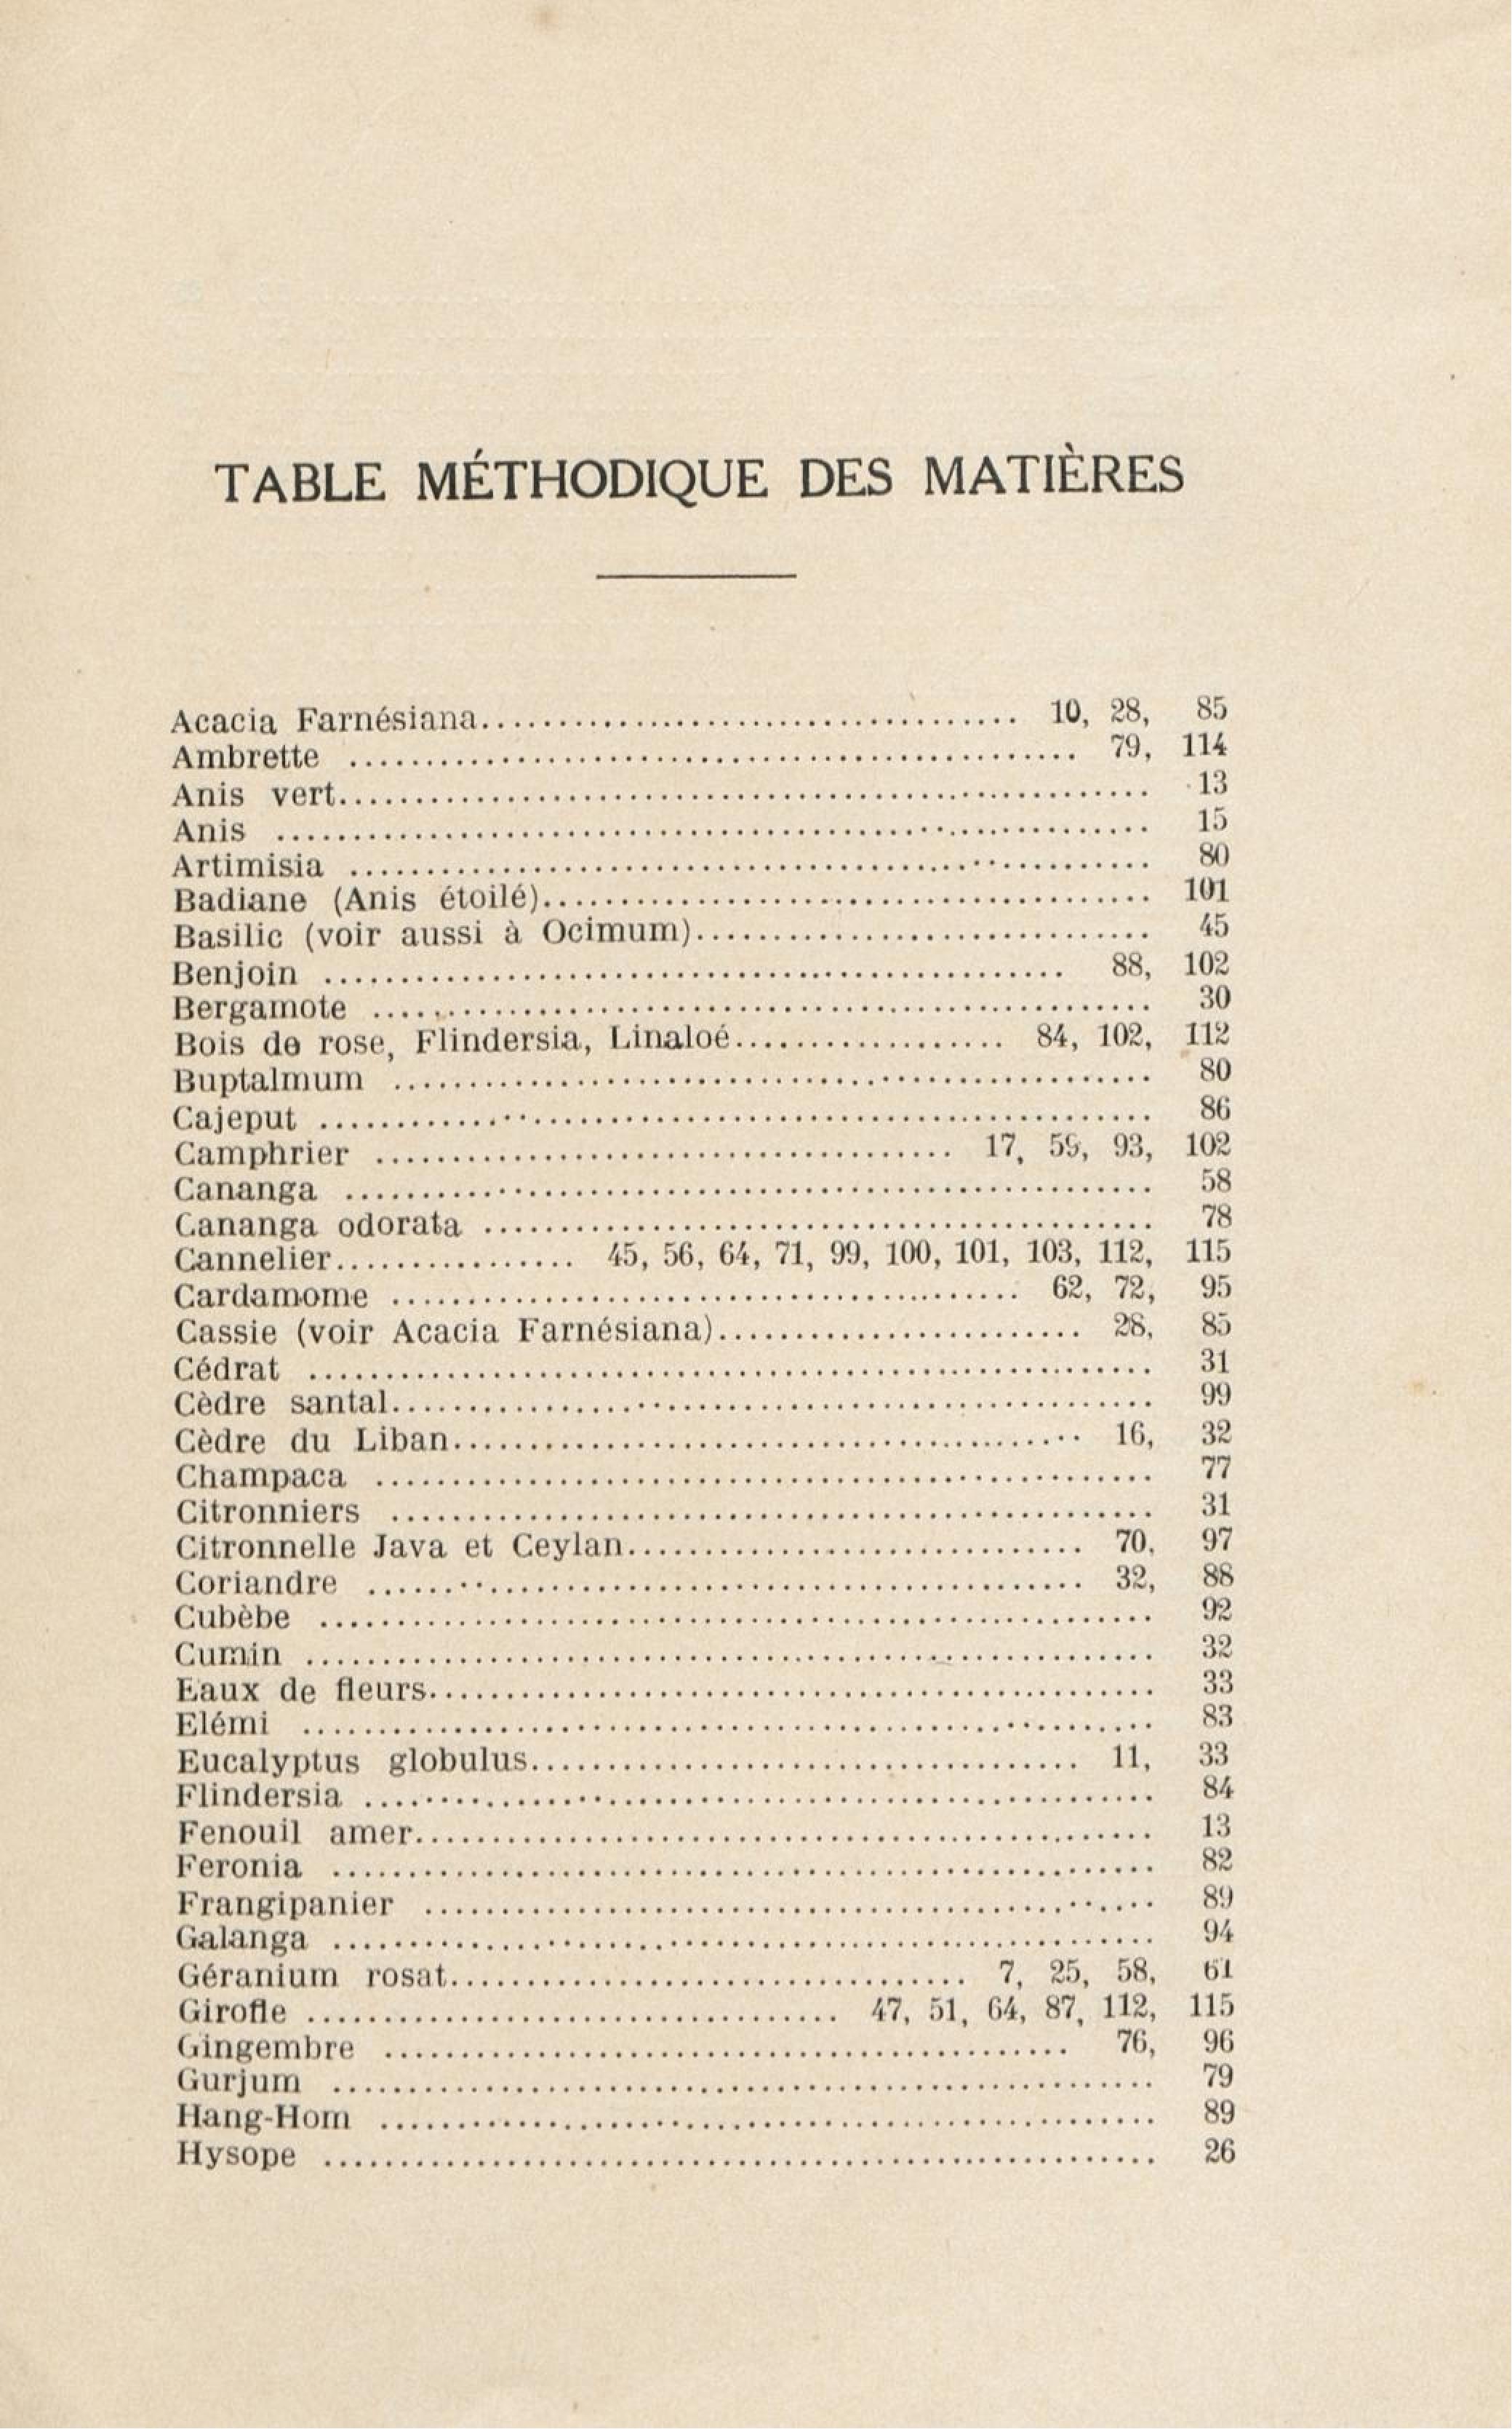 TABLE MÉTHODIQUE DES MATIÈRES
Acacia Farnésiana.................................... 10, 28, 85
Ambrette ................................................ 79, 114
Anis vert..................................................... 13
Anis ......................................................... 15
Artimisia .................................................... 80
Badiane (Anis étoilé)........................................ 101
Basilic (voir aussi à Ocimum).............................. 45
Benjoin ................................................. 88, 102
Bergamote ................................................... 30
Bois de rose, Flindersia, Linaloé.................. 84, 102, 112
Buptalmum .................................................. 80
Cajeput ...................................................... 86
Camphrier ...................................... 17, 59, 93, 102
Cananga ..................................................... 58
Cananga odorata ............................................ 78
Cannelier................ 45, 56, 64, 71, 99, 100, 101, 103, 112, 115
Cardamome .......................................... 62, 72, 95
Cassie (voir Acacia Farnésiana)........................ 28, 85
Cédrat ....................................................... 31
Cèdre santal.................................................. 99
Cèdre du Liban.......................................... 16, 32
Champaca ................................................... 77
Citronniers .................................................. 31
Citronnelle Java et Ceylan.............................. 70, 97
Coriandre ............................................... 32, 88
Cubèbe ...................................................... 92
Cumin ....................................................... 32
Eaux de fleurs................................................ 33
Elémi ........................................................ 83
Eucalyptus globulus.................................... 11, 33
Flindersia .................................................... 84
Fenouil amer................................................. 13
Feronia ...................................................... 82
Frangipanier ................................................ 89
Galanga ...................................................... 94
Géranium rosat.................................. 7, 25, 58, 61
Girofle ................................... 47, 51, 64, 87, 112, 115
Gingembre ............................................. 76, 96
Gurjum ...................................................... 79
Hang-Hom ................................................... 89
Hysope ....................................................... 26